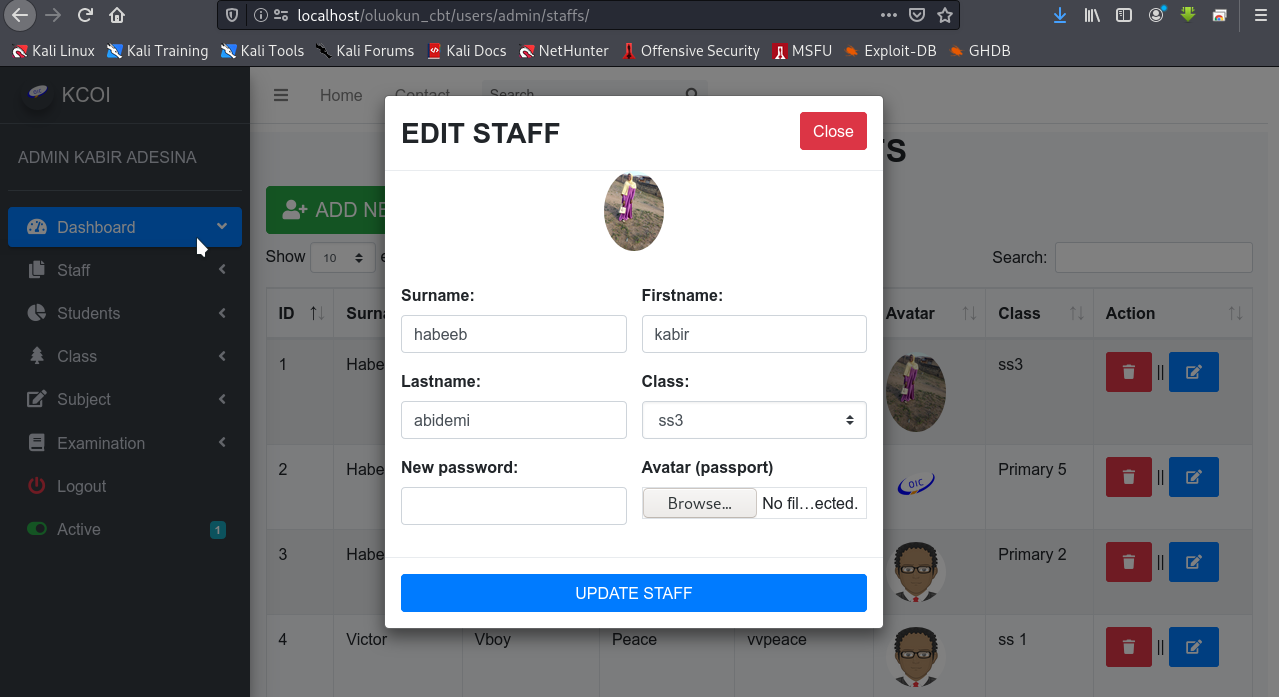 localhost/oluokun_cbt/users/admin/staffs/
Kali Linux Kali Training Kali Tools Kali Forums Kali Docs NetHunter Offensive Security MSFU Exploit-DB GHDB
KCOI
Home Contact Search
ADMIN KABIR ADESINA
Dashboard
Staff
Students
Class
Subject
Examination
Logout
Active 1
EDIT STAFF Close
Surname: Firstname:
habeeb kabir
Lastname: Class:
abidemi ss3
New password: Avatar (passport)
Browse... No fil...ected.
UPDATE STAFF
ADD NE
Show 10 e Search:
ID Surna Avatar Class Action
1 Habe ss3 ||
2 Habe OIC Primary 5 ||
3 Habe Primary 2 ||
4 Victor Vboy Peace vvpeace ss 1 ||